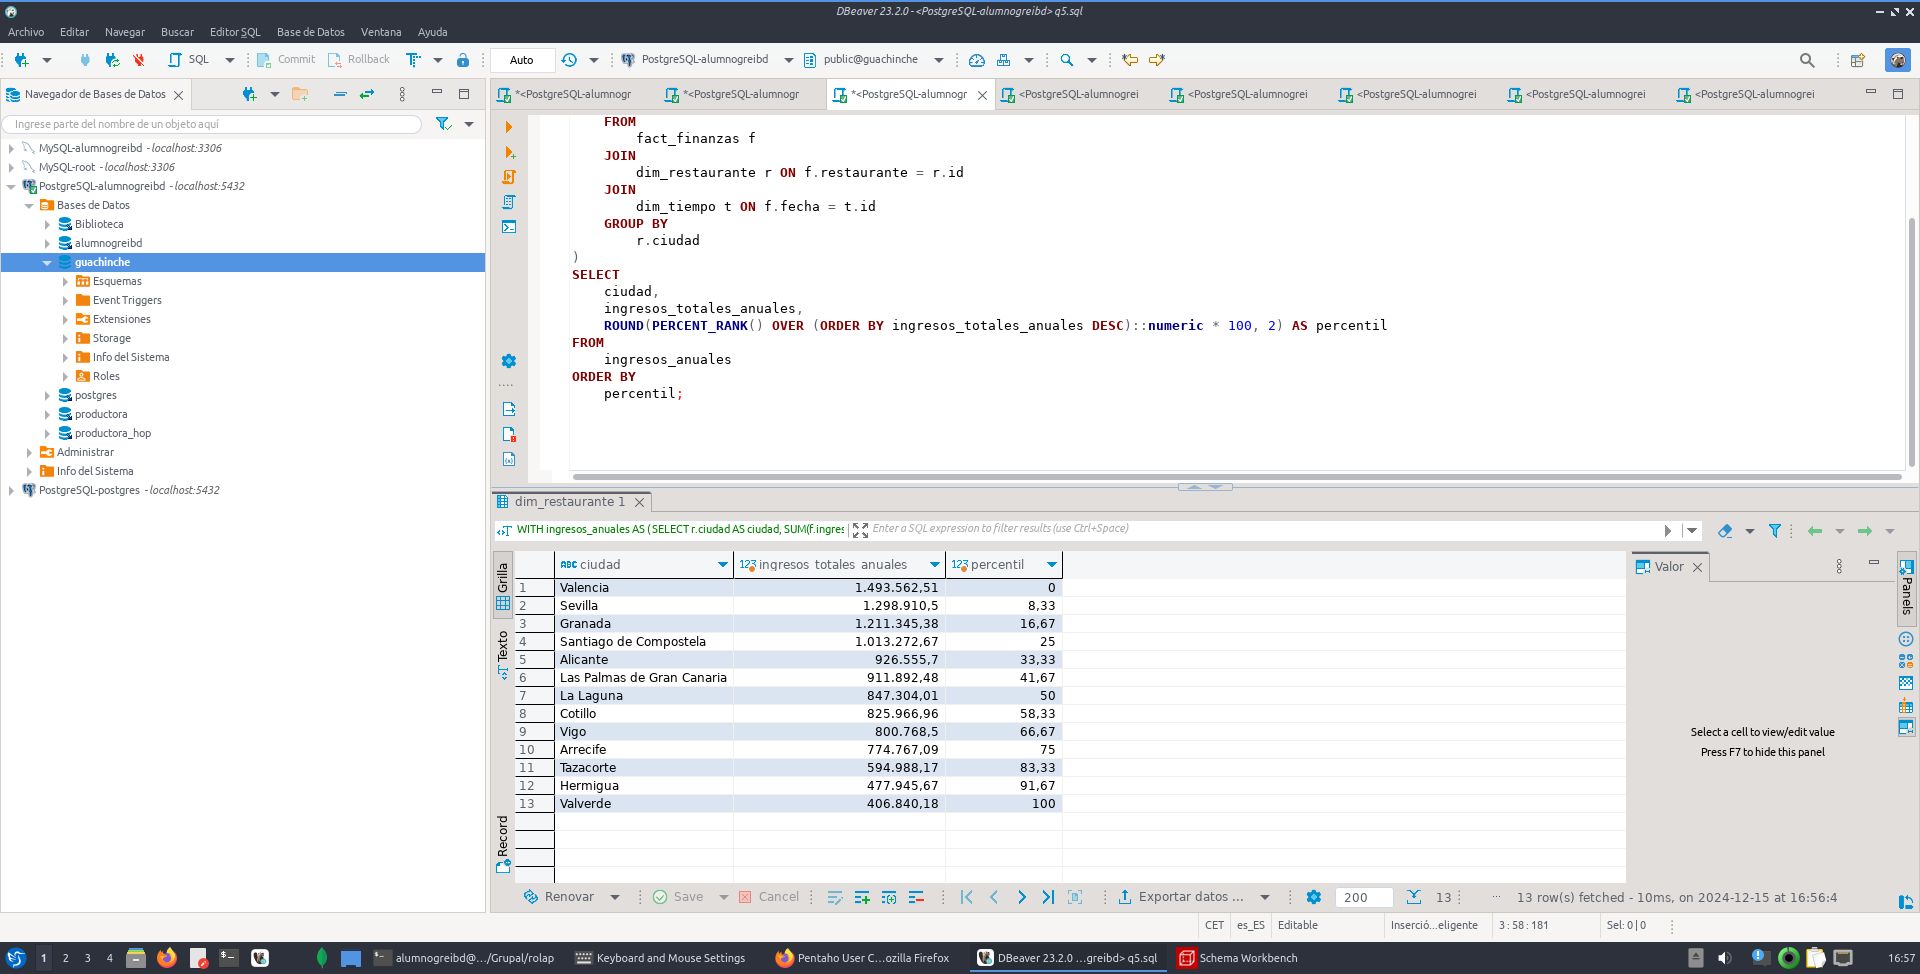 DBeaver 23.2.0 - <PostgreSQL-alumnogreibd> q5.sql
Archivo Editar Navegar Buscar Editor SQL Base de Datos Ventana Ayuda
SQL Commit Rollback Auto PostgreSQL-alumnogreibd public@guachinche
Navegador de Bases de Datos
*<PostgreSQL-alumnogr *<PostgreSQL-alumnogr *<PostgreSQL-alumnogr <PostgreSQL-alumnogrei <PostgreSQL-alumnogrei <PostgreSQL-alumnogrei <PostgreSQL-alumnogrei <PostgreSQL-alumnogrei
Ingrese parte del nombre de un objeto aquí
MySQL-alumnogreibd - localhost:3306
MySQL-root - localhost:3306
PostgreSQL-alumnogreibd - localhost:5432
Bases de Datos
Biblioteca
alumnogreibd
guachinche
Esquemas
Event Triggers
Extensiones
Storage
Info del Sistema
Roles
postgres
productora
productora_hop
Administrar
Info del Sistema
PostgreSQL-postgres - localhost:5432
FROM
fact_finanzas f
JOIN
dim_restaurante r ON f.restaurante = r.id
JOIN
dim_tiempo t ON f.fecha = t.id
GROUP BY
r.ciudad
)
SELECT
ciudad,
ingresos_totales_anuales,
ROUND(PERCENT_RANK() OVER (ORDER BY ingresos_totales_anuales DESC)::numeric * 100, 2) AS percentil
FROM
ingresos_anuales
ORDER BY
percentil;
dim_restaurante 1
WITH ingresos_anuales AS ( SELECT r.ciudad AS ciudad, SUM(f.ingres Enter a SQL expression to filter results (use Ctrl+Space)
Grilla
Texto
Record
ABC ciudad 123 ingresos_totales_anuales 123 percentil
1 Valencia 1.493.562,51 0
2 Sevilla 1.298.910,5 8,33
3 Granada 1.211.345,38 16,67
4 Santiago de Compostela 1.013.272,67 25
5 Alicante 926.555,7 33,33
6 Las Palmas de Gran Canaria 911.892,48 41,67
7 La Laguna 847.304,01 50
8 Cotillo 825.966,96 58,33
9 Vigo 800.768,5 66,67
10 Arrecife 774.767,09 75
11 Tazacorte 594.988,17 83,33
12 Hermigua 477.945,67 91,67
13 Valverde 406.840,18 100
Valor
Panels
Select a cell to view/edit value
Press F7 to hide this panel
Renovar Save Cancel Exportar datos ... 200 13 ... 13 row(s) fetched - 10ms, on 2024-12-15 at 16:56:4
CET es_ES Editable Inserció...eligente 3 : 58 : 181 Sel: 0 | 0
1 2 3 4 alumnogreibd@.../Grupal/rolap Keyboard and Mouse Settings Pentaho User C...ozilla Firefox DBeaver 23.2.0 ...greibd> q5.sql Schema Workbench 16:57